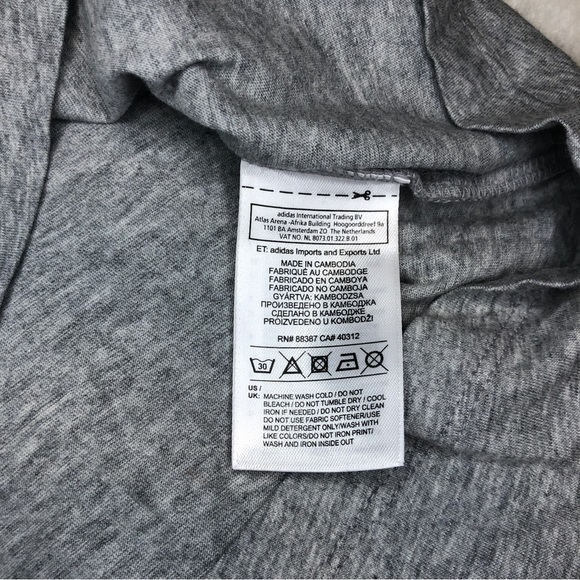 adidas International Trading BV
Atlas Arena -Afrika Building Hoogoorddreef 9a
1101 BA Amsterdam ZO The Netherlands
VAT NO. NL 8073.01.322.B.01
ET: adidas Imports and Exports Ltd
MADE IN CAMBODIA
FABRIQUÉ AU CAMBODGE
FABRICADO EN CAMBOYA
FABRICADO NO CAMBOJA
GYÁRTVA: KAMBODZSA
ПРОИЗВЕДЕНО В КАМБОДЖА
СДЕЛАНО В КАМБОДЖЕ
PROIZVEDENO U KOMBODŽI
RN# 88387 CA# 40312
30
US /
UK: MACHINE WASH COLD / DO NOT
BLEACH / DO NOT TUMBLE DRY / COOL
IRON IF NEEDED / DO NOT DRY CLEAN
DO NOT USE FABRIC SOFTENER/USE
MILD DETERGENT ONLY/WASH WITH
LIKE COLORS/DO NOT IRON PRINT/
WASH AND IRON INSIDE OUT